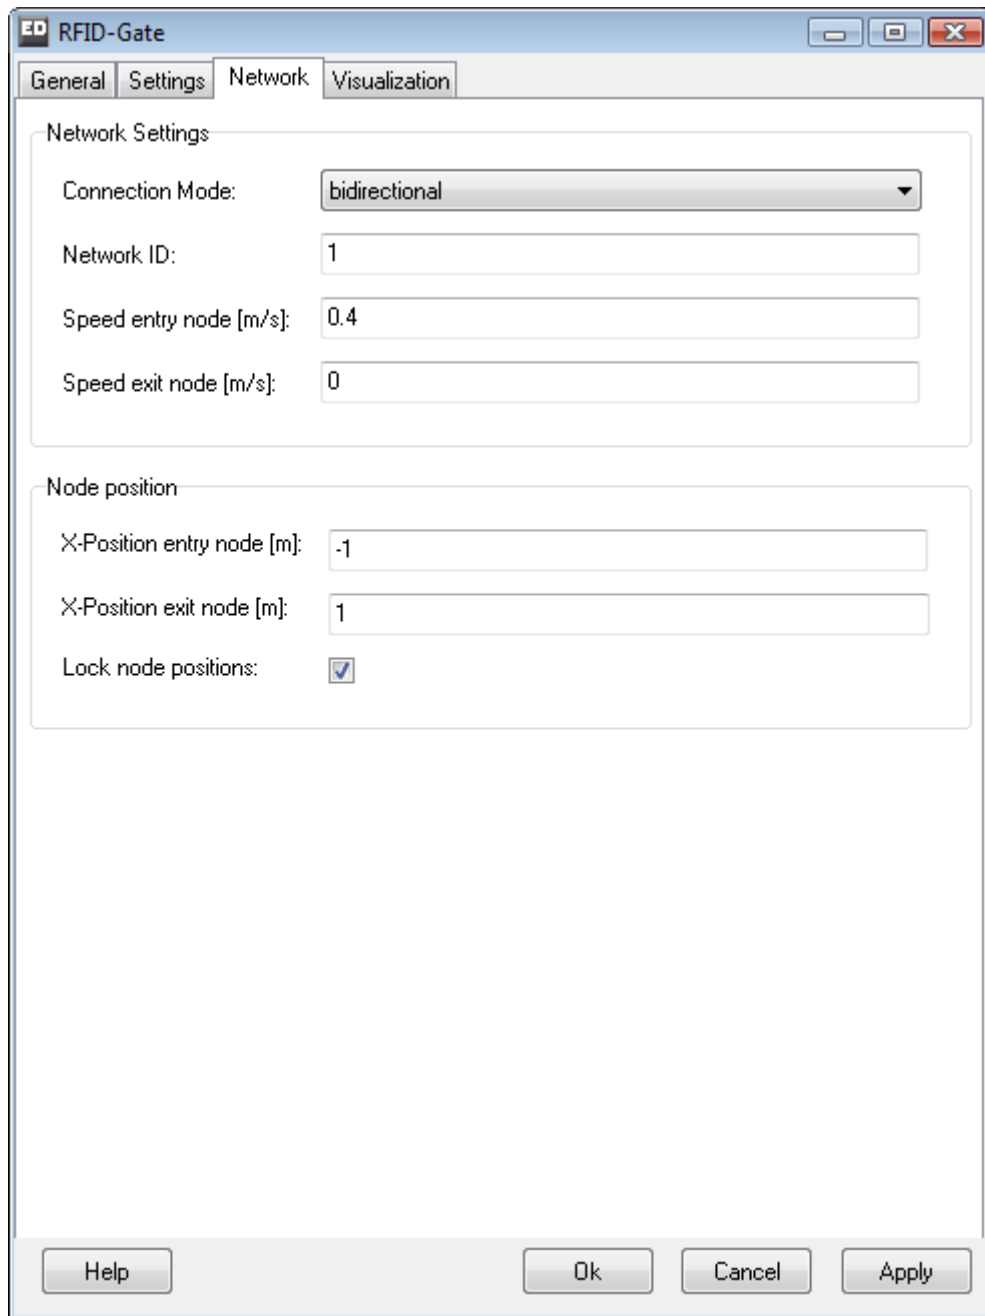 ED RFID-Gate
General Settings Network Visualization
Network Settings
Connection Mode: bidirectional
Network ID: 1
Speed entry node [m/s]: 0.4
Speed exit node [m/s]: 0
Node position
X-Position entry node [m]: -1
X-Position exit node [m]: 1
Lock node positions:
Help Ok Cancel Apply